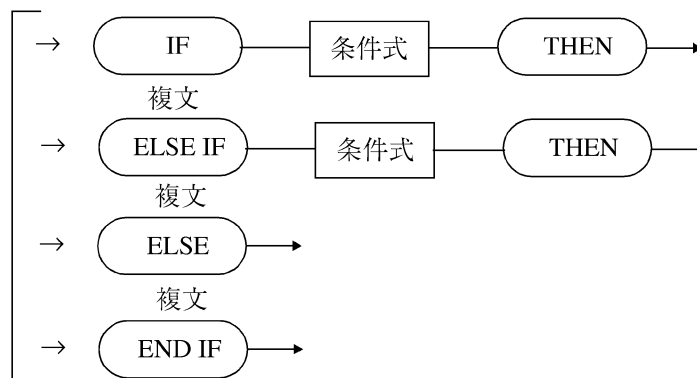 IF 条件式 THEN
複文
ELSE IF 条件式 THEN
複文
ELSE
複文
END IF